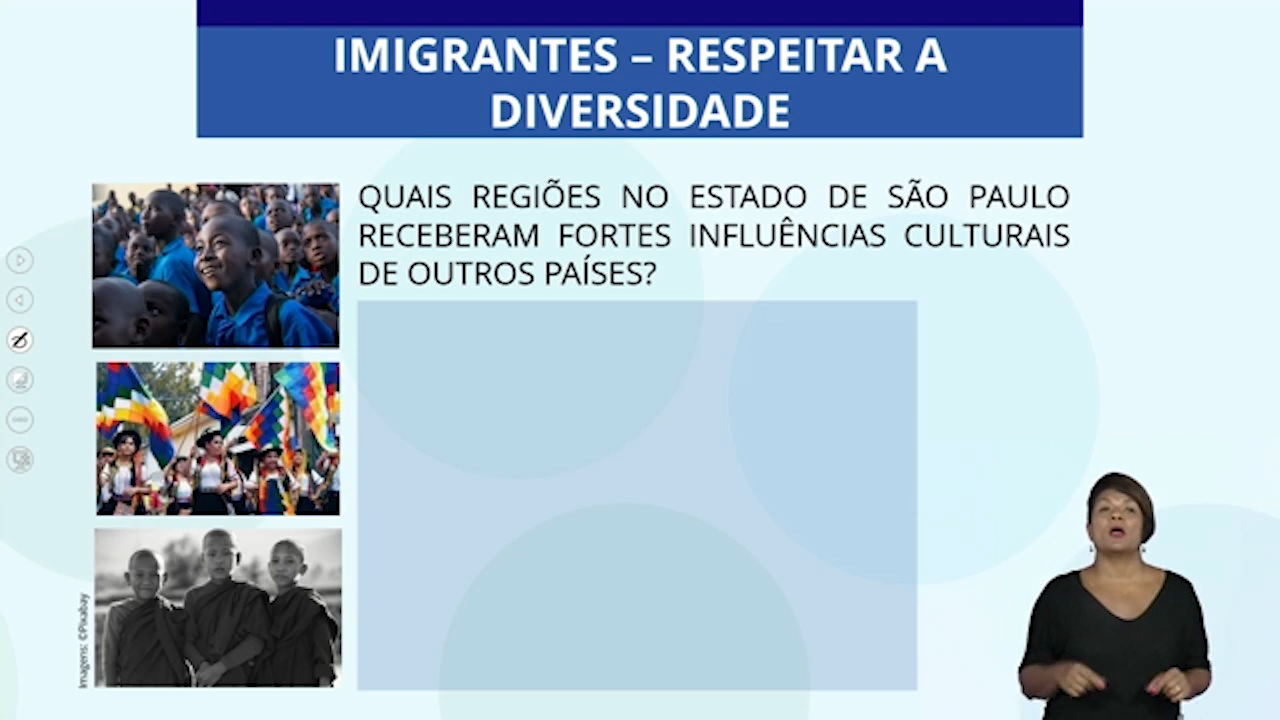 IMIGRANTES – RESPEITAR A
DIVERSIDADE
QUAIS REGIÕES NO ESTADO DE SÃO PAULO
RECEBERAM FORTES INFLUÊNCIAS CULTURAIS
DE OUTROS PAÍSES?
Imagens: ©Pixabay